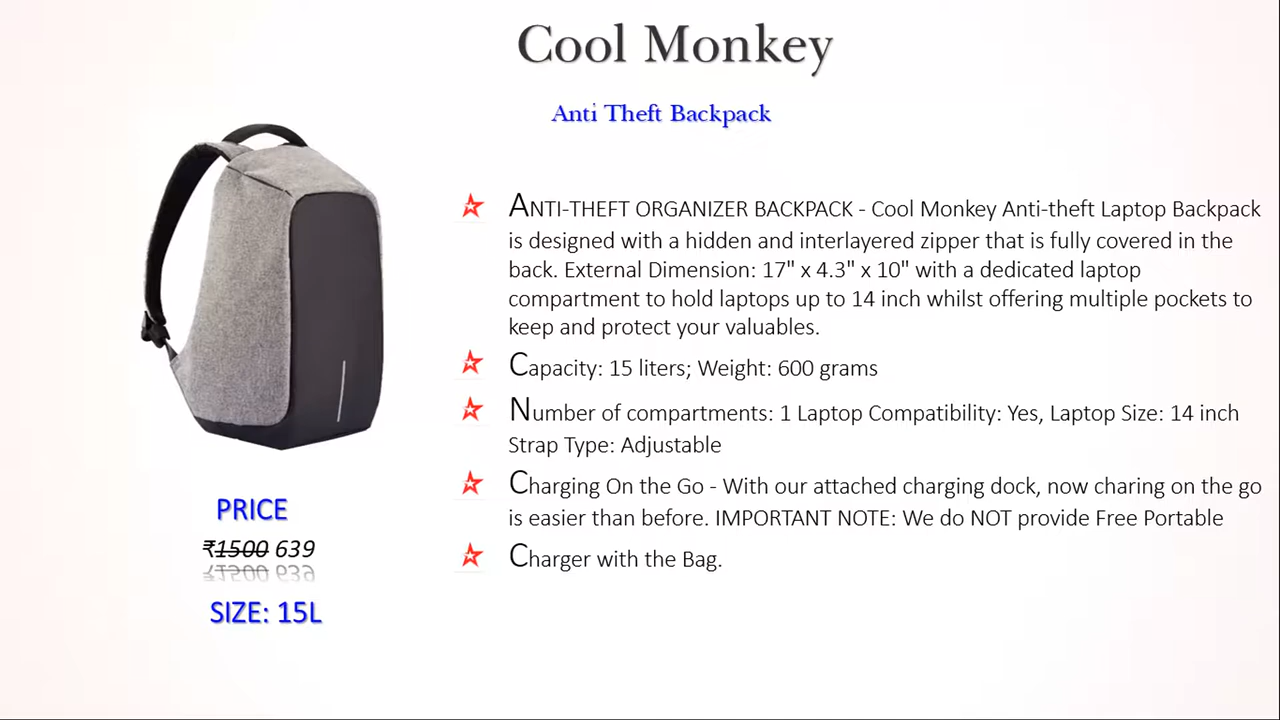 Cool Monkey
Anti Theft Backpack
ANTI-THEFT ORGANIZER BACKPACK - Cool Monkey Anti-theft Laptop Backpack
is designed with a hidden and interlayered zipper that is fully covered in the
back. External Dimension: 17" x 4.3" x 10" with a dedicated laptop
compartment to hold laptops up to 14 inch whilst offering multiple pockets to
keep and protect your valuables.
Capacity: 15 liters; Weight: 600 grams
Number of compartments: 1 Laptop Compatibility: Yes, Laptop Size: 14 inch
Strap Type: Adjustable
Charging On the Go - With our attached charging dock, now charing on the go
is easier than before. IMPORTANT NOTE: We do NOT provide Free Portable
Charger with the Bag.
PRICE
₹1500 639
SIZE: 15L